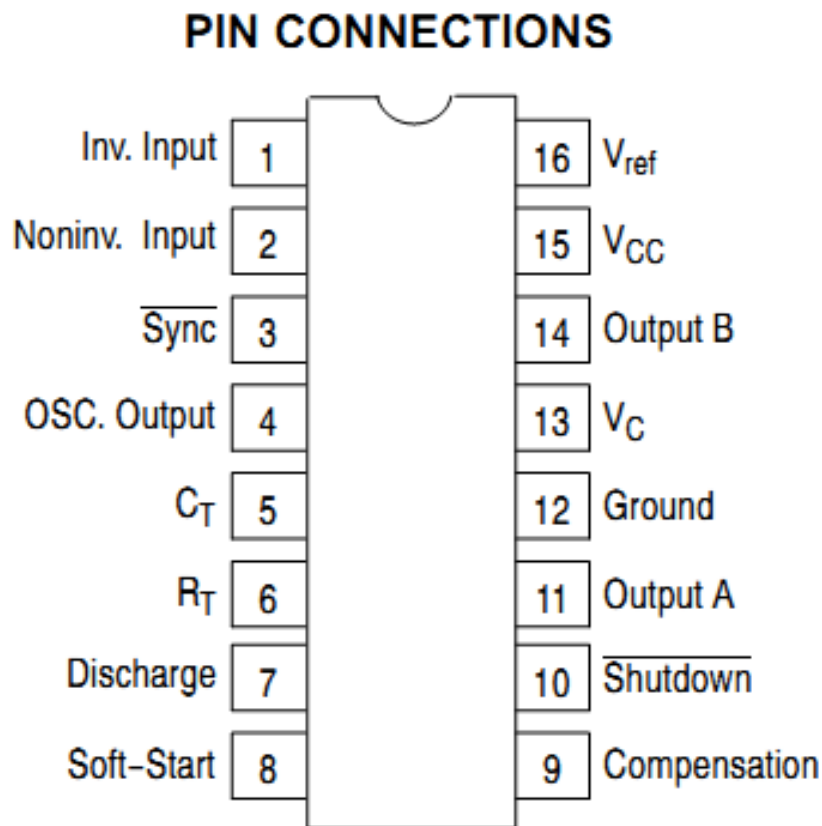 PIN CONNECTIONS
Inv. Input 1 16 Vref
Noninv. Input 2 15 VCC
Sync 3 14 Output B
OSC. Output 4 13 VC
CT 5 12 Ground
RT 6 11 Output A
Discharge 7 10 Shutdown
Soft−Start 8 9 Compensation